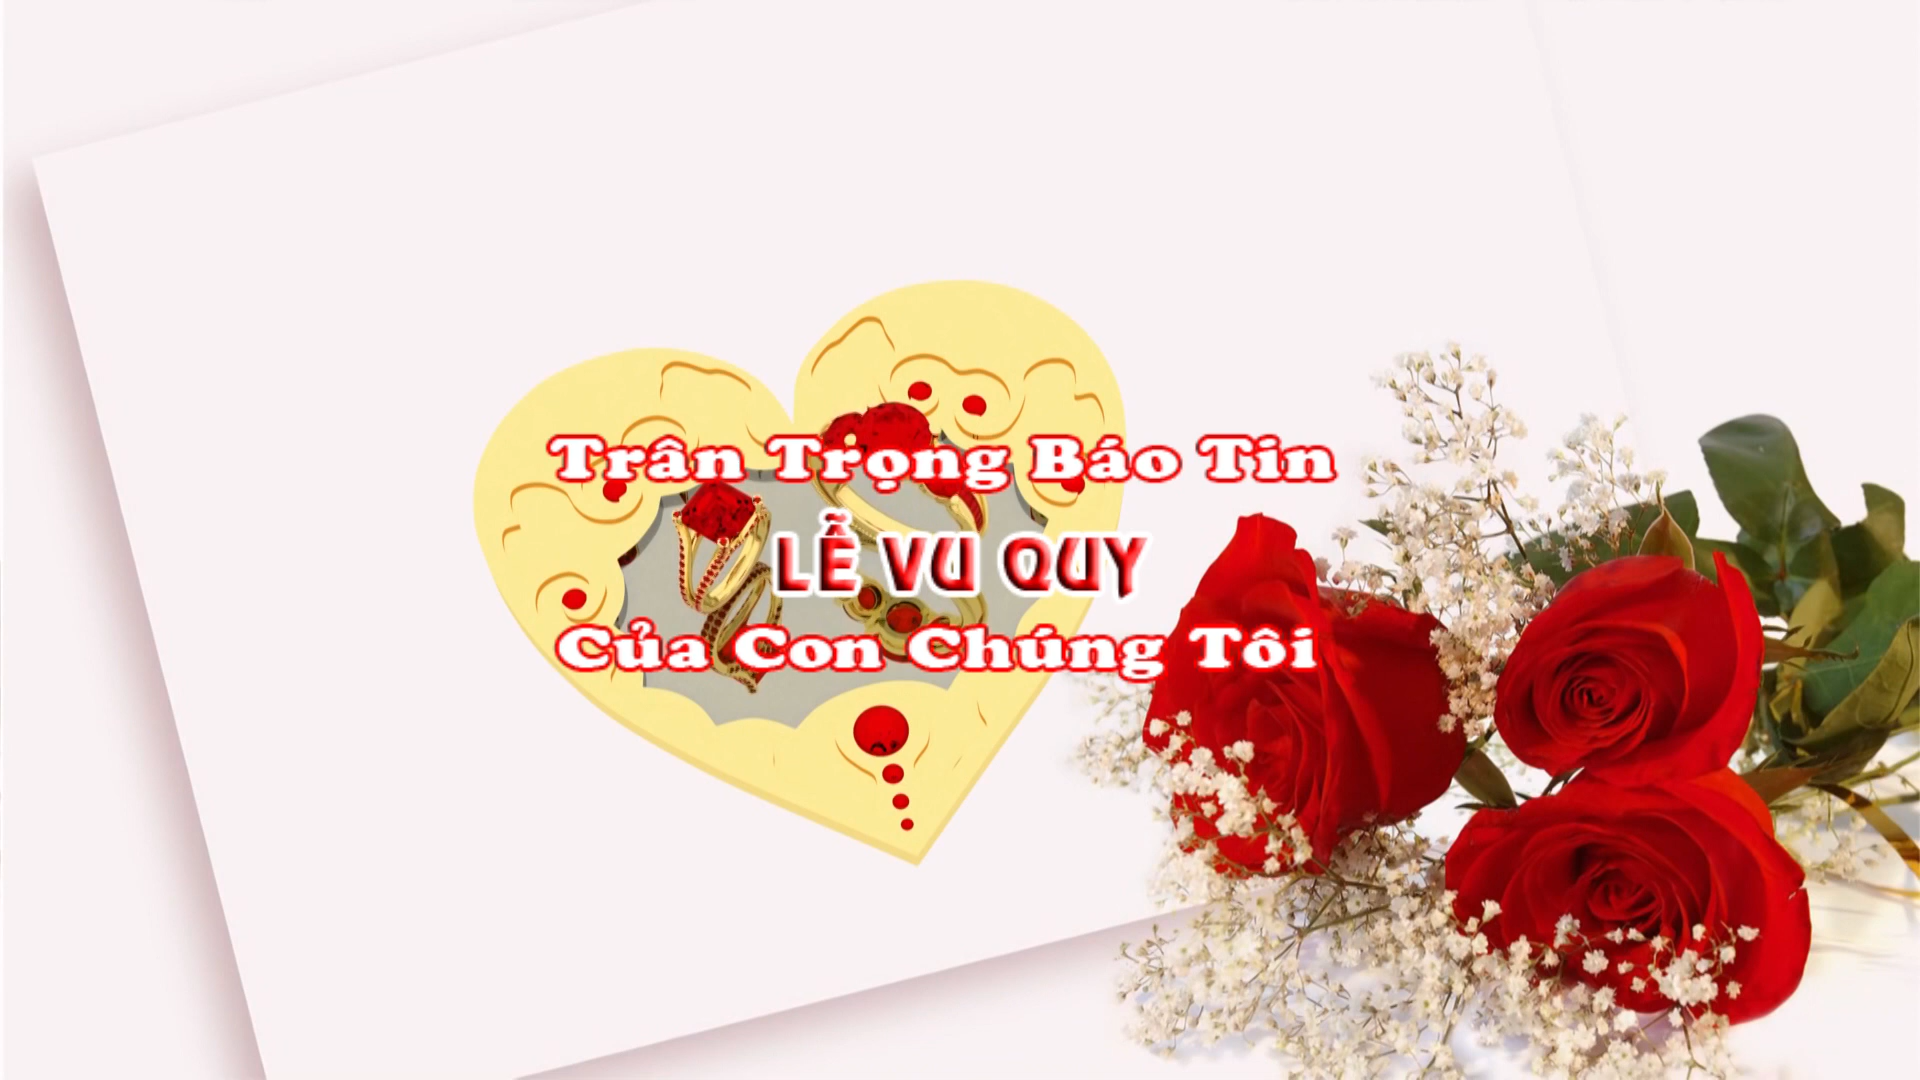 Trân Trọng Báo Tin
LỄ VU QUY
Của Con Chúng Tôi